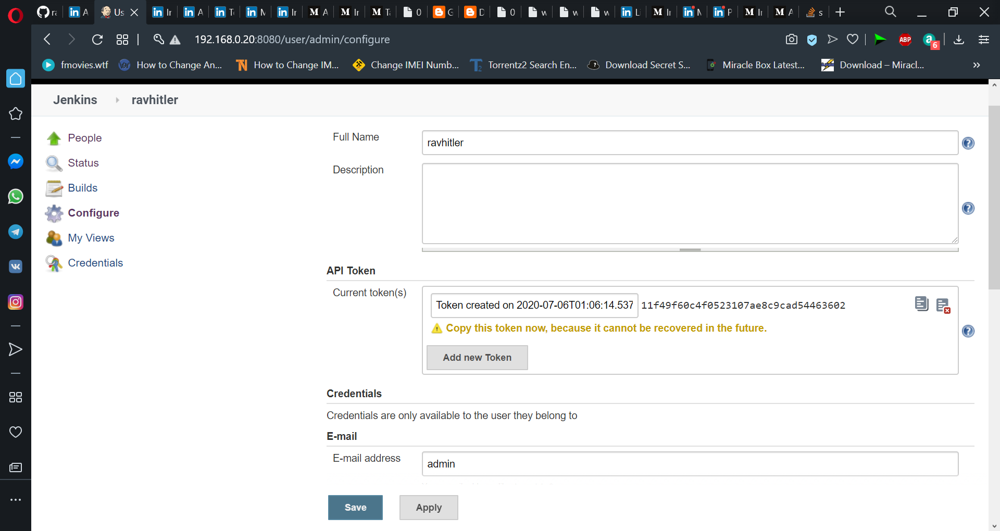 Us
192.168.0.20:8080/user/admin/configure
ABP
6
fmovies.wtf
How to Change An...
How to Change IM...
Change IMEI Numb...
Torrentz2 Search En...
Download Secret S...
Miracle Box Latest...
Download – Miracl...
Jenkins
ravhitler
People
Status
Builds
Configure
My Views
Credentials
Full Name
ravhitler
Description
API Token
Current token(s)
Token created on 2020-07-06T01:06:14.537
11f49f60c4f0523107ae8c9cad54463602
Copy this token now, because it cannot be recovered in the future.
Add new Token
Credentials
Credentials are only available to the user they belong to
E-mail
E-mail address
admin
Save
Apply